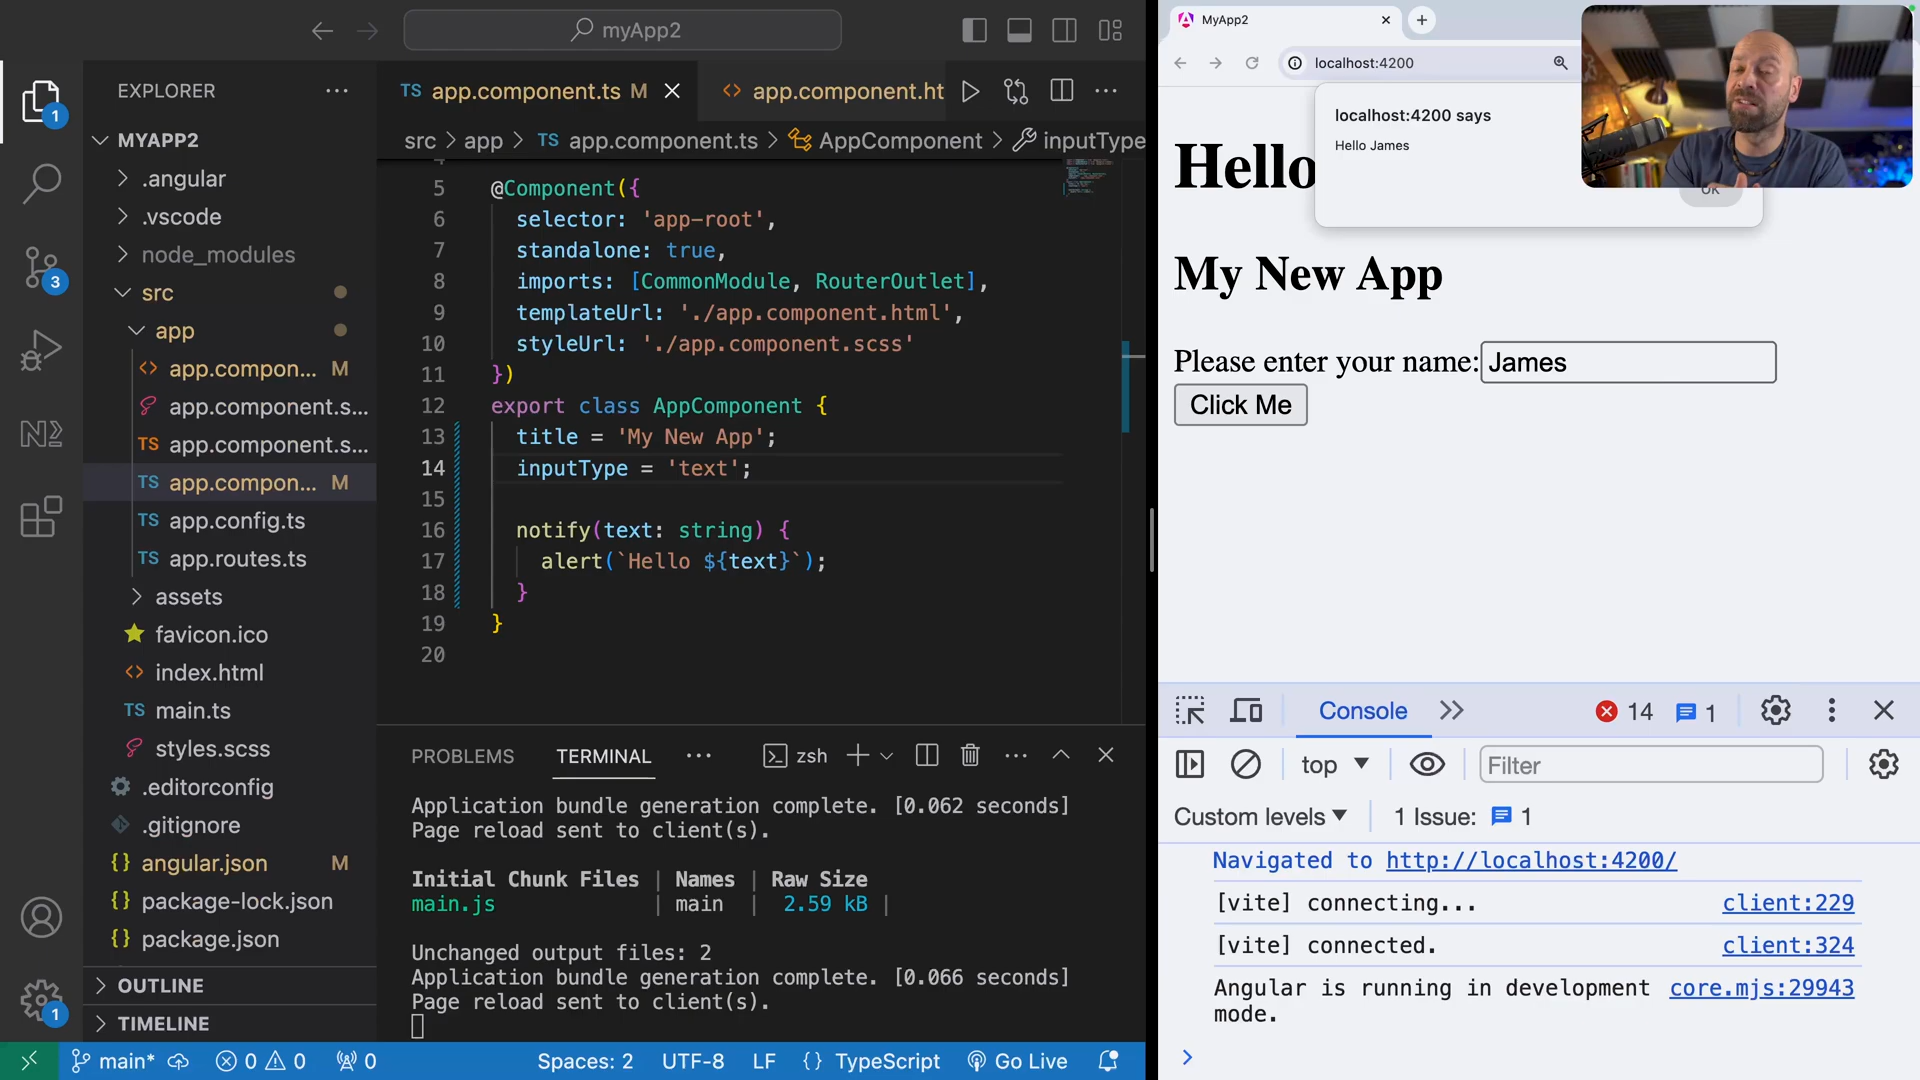 myApp2
EXPLORER
MYAPP2
.angular
.vscode
node_modules
src
app
app.compon... M
app.component.s...
TS app.component.s...
TS app.compon... M
TS app.config.ts
TS app.routes.ts
assets
favicon.ico
index.html
TS main.ts
styles.scss
.editorconfig
.gitignore
{} angular.json M
{} package-lock.json
{} package.json
OUTLINE
TIMELINE
1
3
1
TS app.component.ts M
app.component.ht
src > app > TS app.component.ts > AppComponent > inputType
5 @Component({
6 selector: 'app-root',
7 standalone: true,
8 imports: [CommonModule, RouterOutlet],
9 templateUrl: './app.component.html',
10 styleUrl: './app.component.scss'
11 })
12 export class AppComponent {
13 title = 'My New App';
14 inputType = 'text';
15
16 notify(text: string) {
17 alert(`Hello ${text}`);
18 }
19 }
20
PROBLEMS TERMINAL ... zsh
Application bundle generation complete. [0.062 seconds]
Page reload sent to client(s).
Initial Chunk Files | Names | Raw Size
main.js | main | 2.59 kB |
Unchanged output files: 2
Application bundle generation complete. [0.066 seconds]
Page reload sent to client(s).
main* 0 0 0 Spaces: 2 UTF-8 LF {} TypeScript Go Live
MyApp2
localhost:4200
localhost:4200 says
Hello James
OK
Hello
My New App
Please enter your name: James
Click Me
Console 14 1
top Filter
Custom levels 1 Issue: 1
Navigated to http://localhost:4200/
[vite] connecting... client:229
[vite] connected. client:324
Angular is running in development core.mjs:29943
mode.